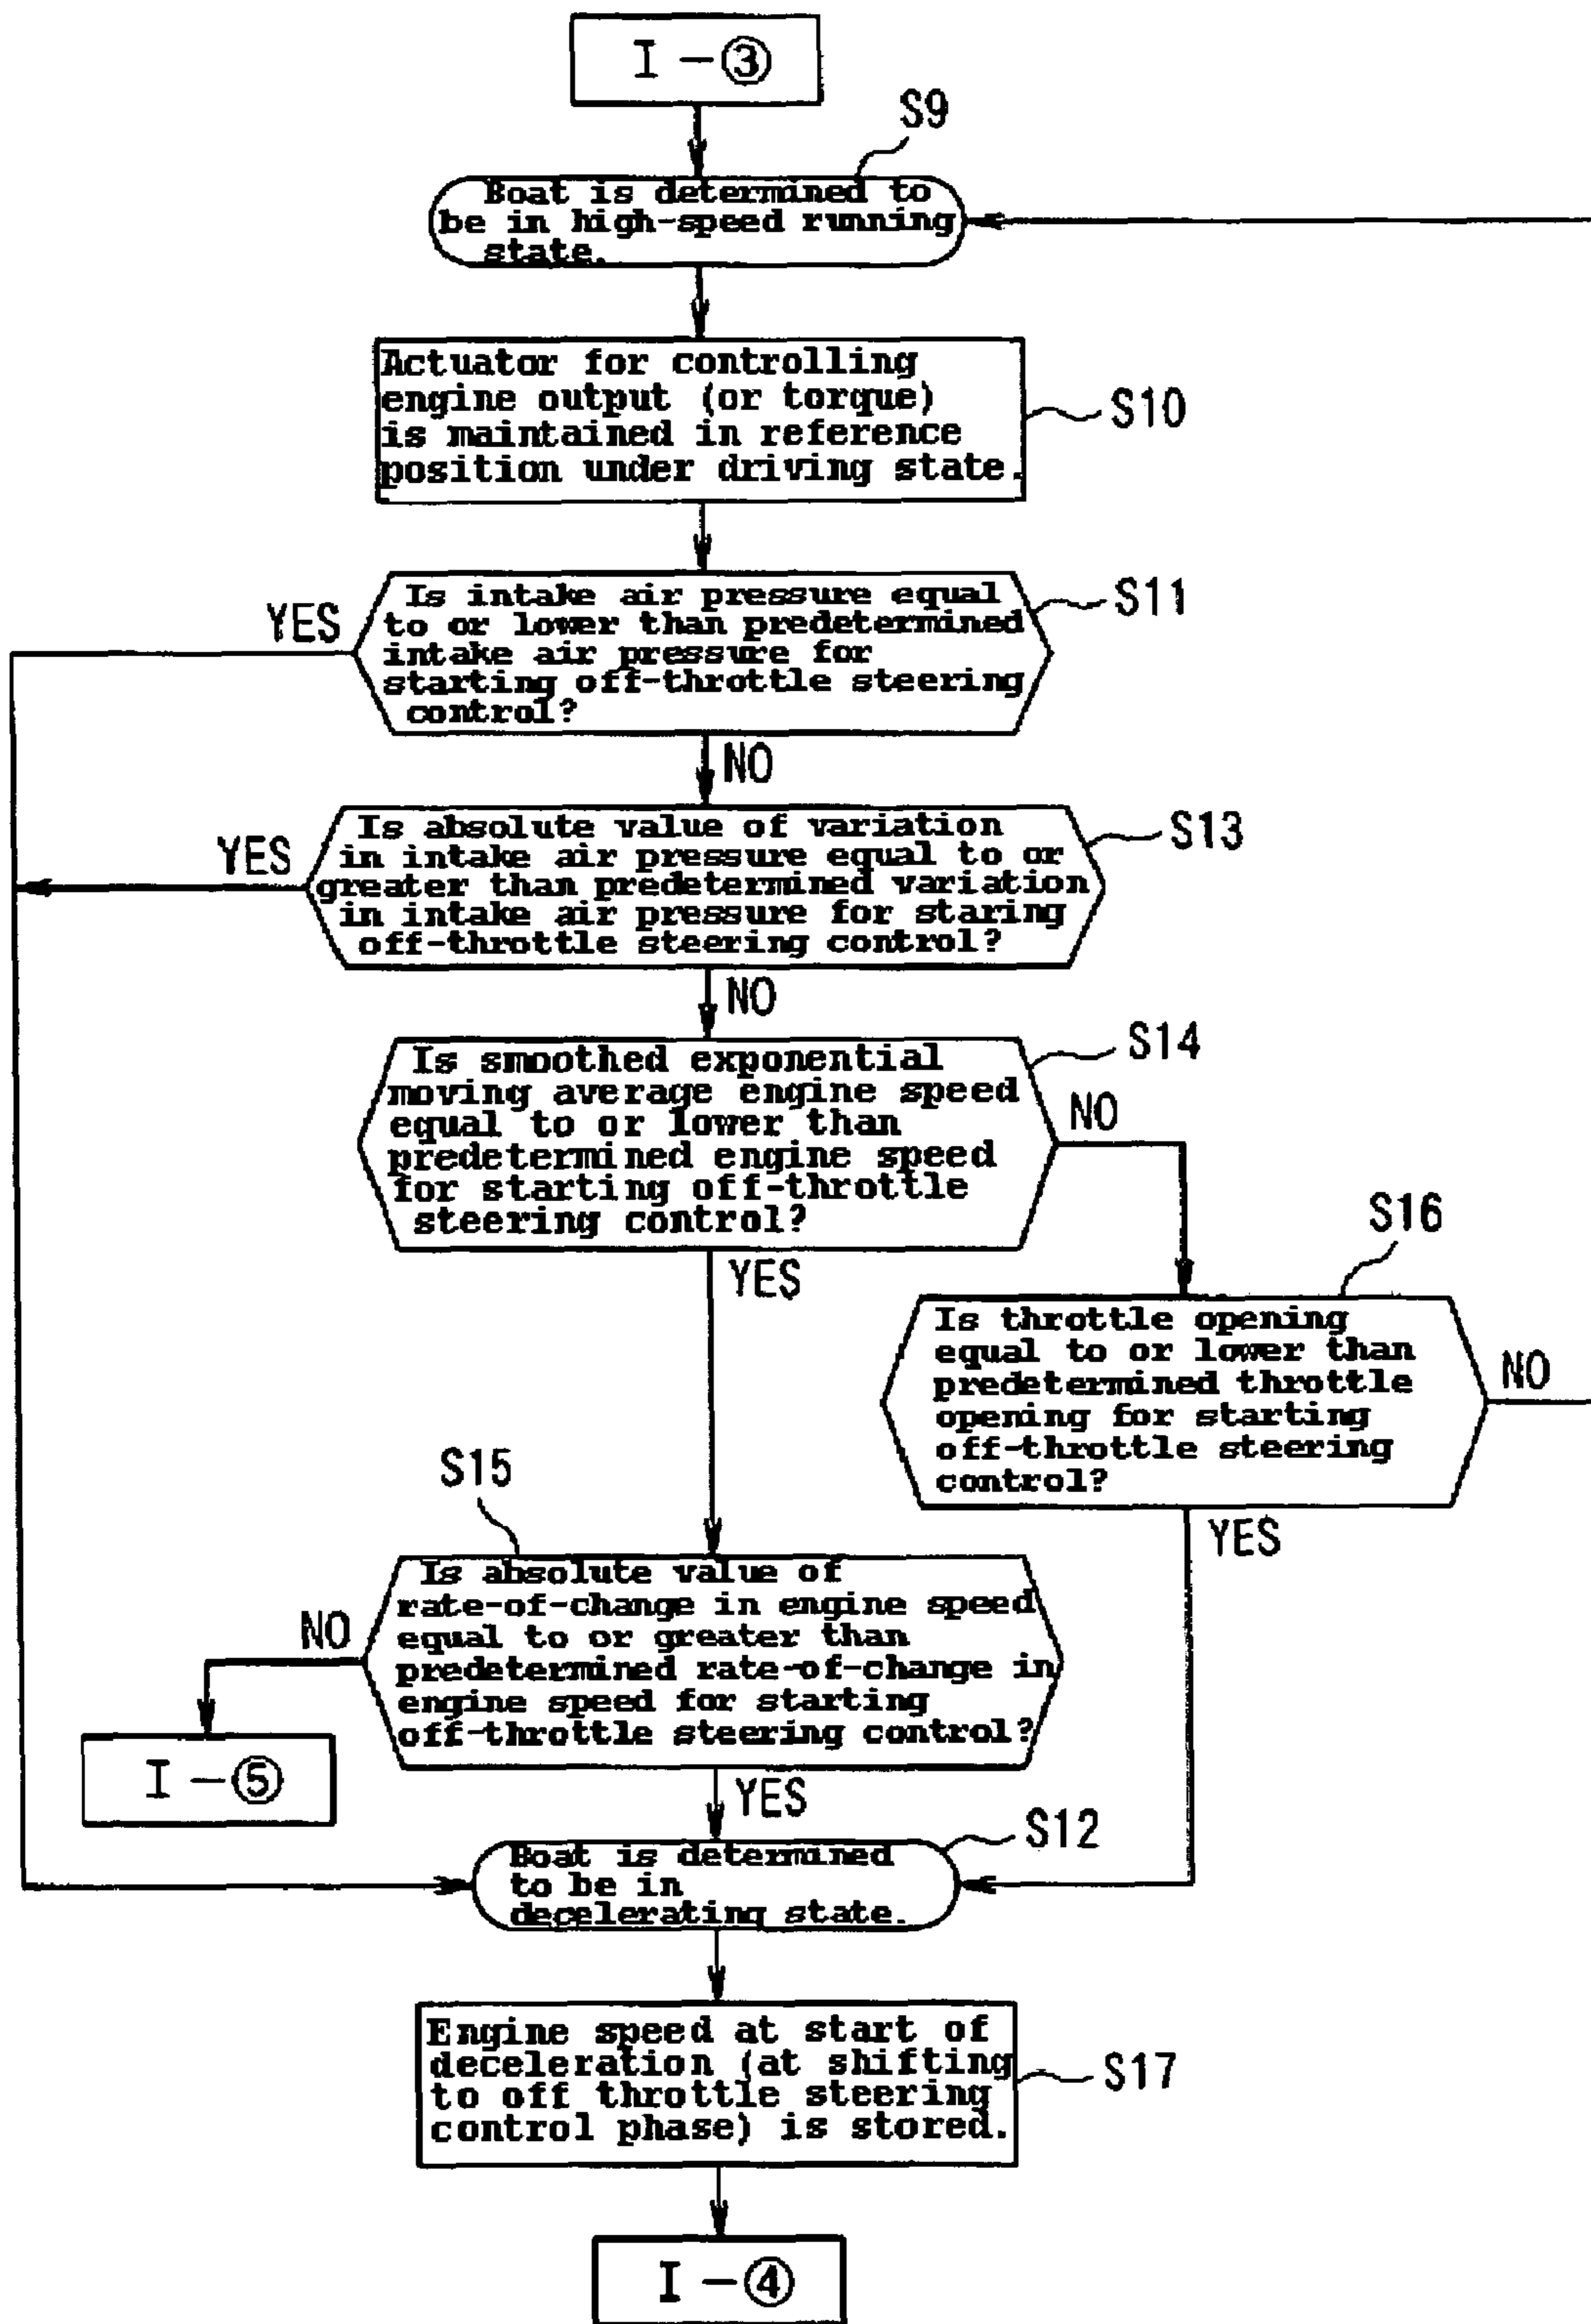 I-③
S9
Boat is determined to
be in high-speed running
state.
Actuator for controlling
engine output (or torque)
is maintained in reference
position under driving state.
S10
Is intake air pressure equal
to or lower than predetermined
intake air pressure for
starting off-throttle steering
control?
S11
YES
NO
Is absolute value of variation
in intake air pressure equal to or
greater than predetermined variation
in intake air pressure for staring
off-throttle steering control?
S13
YES
NO
Is smoothed exponential
moving average engine speed
equal to or lower than
predetermined engine speed
for starting off-throttle
steering control?
S14
NO
YES
S16
Is throttle opening
equal to or lower than
predetermined throttle
opening for starting
off-throttle steering
control?
NO
YES
S15
Is absolute value of
rate-of-change in engine speed
equal to or greater than
predetermined rate-of-change in
engine speed for starting
off-throttle steering control?
NO
I-⑤
YES
S12
Boat is determined
to be in
decelerating state.
Engine speed at start of
deceleration (at shifting
to off throttle steering
control phase) is stored.
S17
I-④